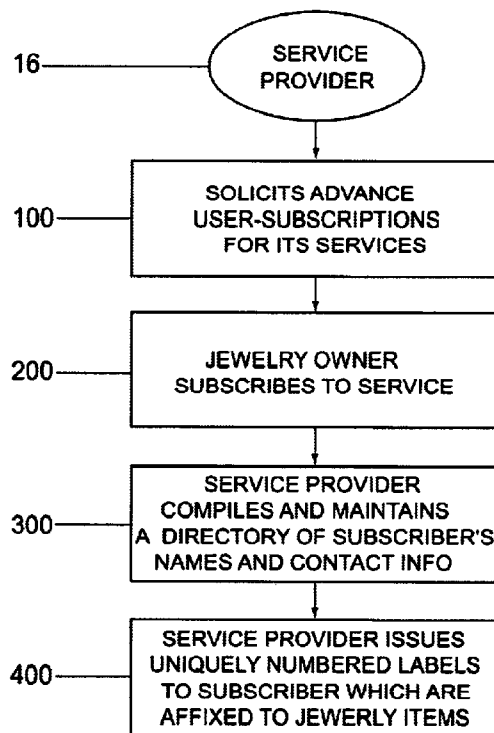 16
SERVICE
PROVIDER
100
SOLICITS ADVANCE
USER-SUBSCRIPTIONS
FOR ITS SERVICES
200
JEWELRY OWNER
SUBSCRIBES TO SERVICE
300
SERVICE PROVIDER
COMPILES AND MAINTAINS
A DIRECTORY OF SUBSCRIBER'S
NAMES AND CONTACT INFO
400
SERVICE PROVIDER ISSUES
UNIQUELY NUMBERED LABELS
TO SUBSCRIBER WHICH ARE
AFFIXED TO JEWERLY ITEMS